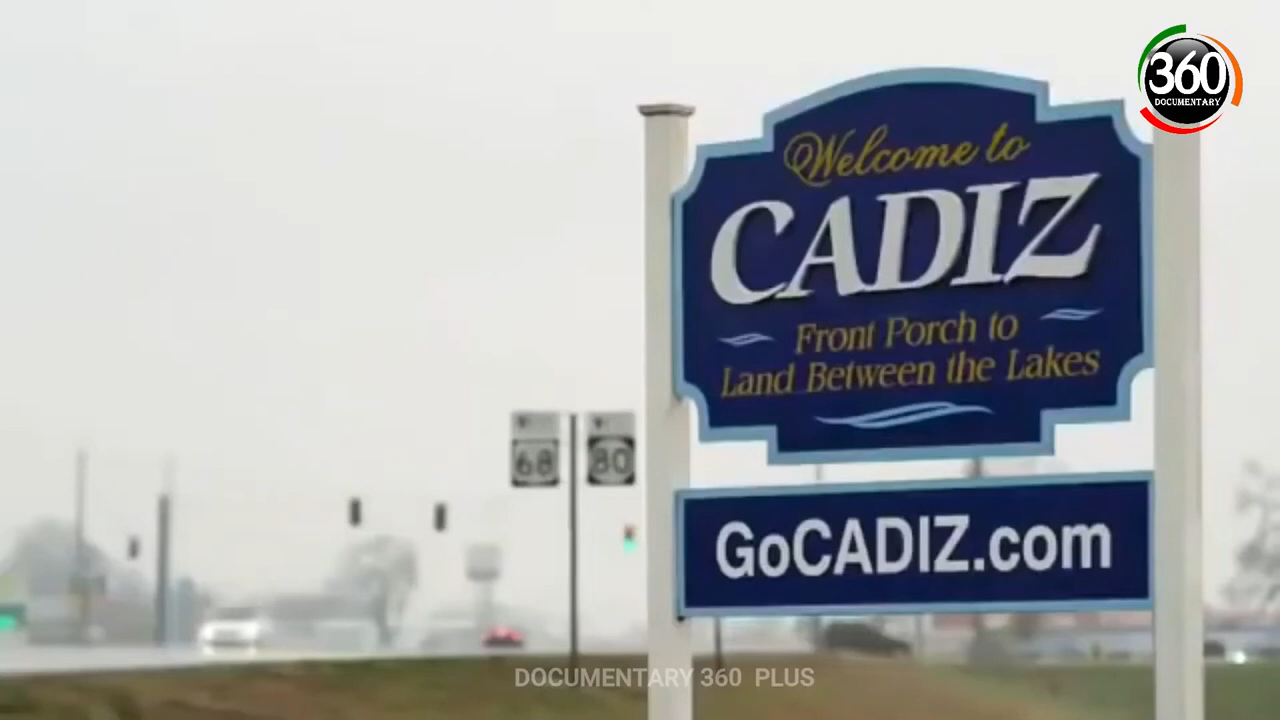 360
DOCUMENTARY
Welcome to
CADIZ
Front Porch to
Land Between the Lakes
68
80
GoCADIZ.com
DOCUMENTARY 360 PLUS